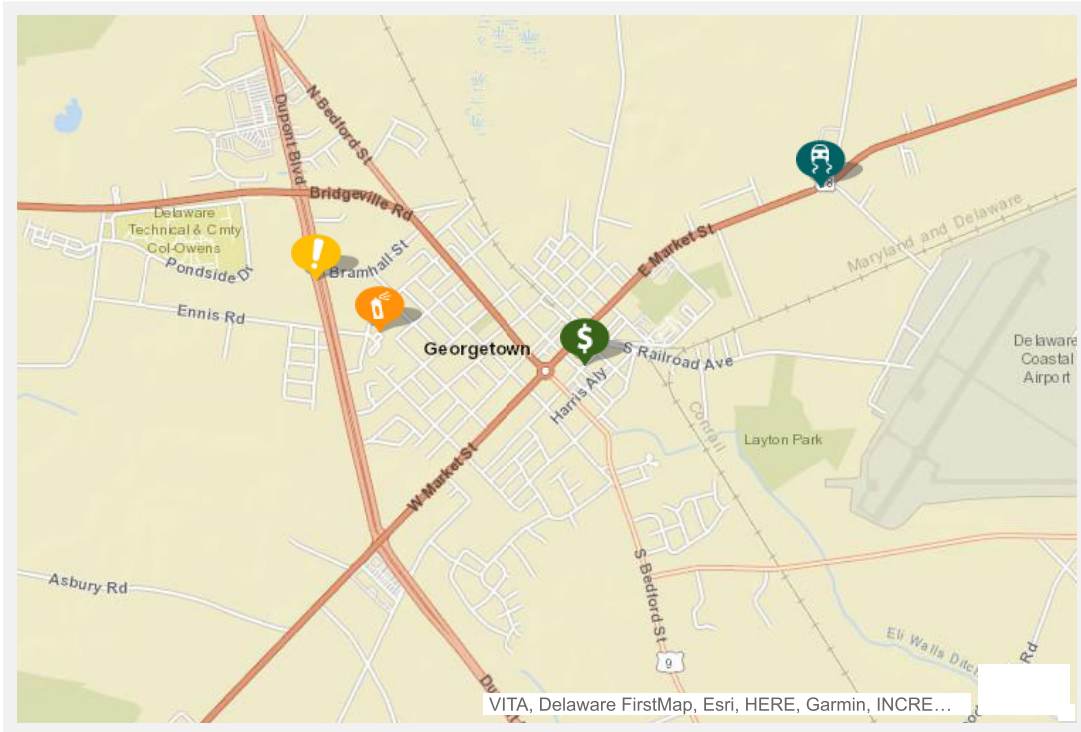 N Bedford St
Dupont Blvd
Bridgeville Rd
Delaware
Technical & Cmty
Col-Owens
Pondside Dr
Bramhall St
Ennis Rd
E Market St
Maryland and Delaware
Georgetown
$
S Railroad Ave
Harris Aly
Delaware
Coastal
Airport
Conrail
Layton Park
W Market St
Asbury Rd
S Bedford St
9
Eli Walls Ditch
Rd
VITA, Delaware FirstMap, Esri, HERE, Garmin, INCRE…